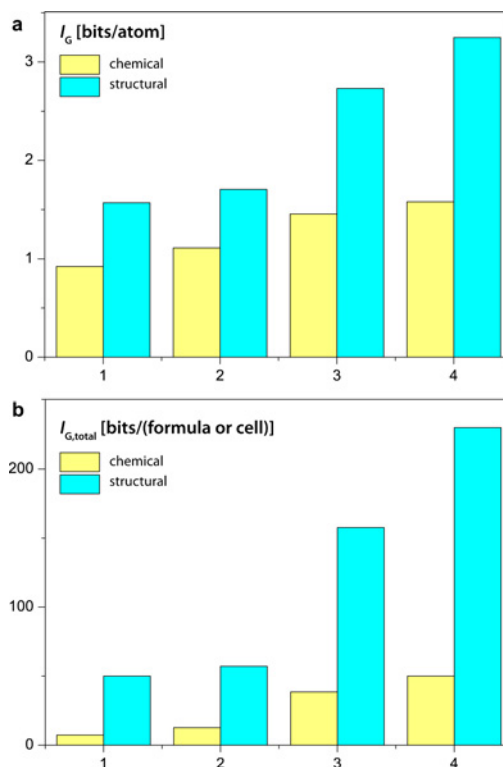 a
I_G [bits/atom]
chemical
structural
3
2
1
0
1 2 3 4
b
I_G,total [bits/(formula or cell)]
chemical
structural
200
100
0
1 2 3 4